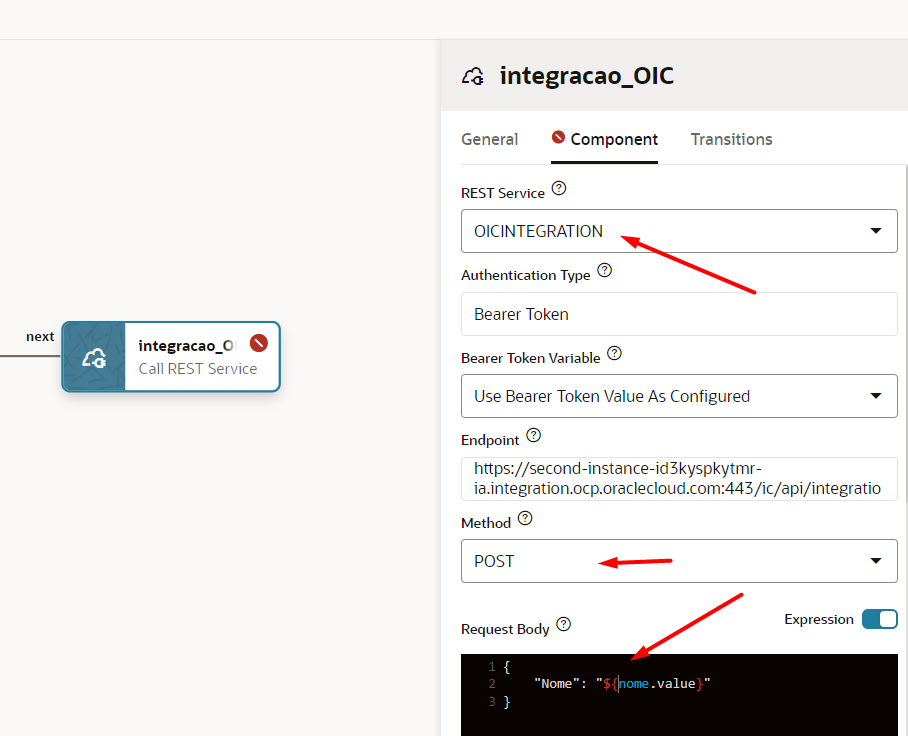 integracao_OIC
General
Component
Transitions
REST Service
OICINTEGRATION
Authentication Type
Bearer Token
Bearer Token Variable
Use Bearer Token Value As Configured
next
integracao_O
Call REST Service
Endpoint
https://second-instance-id3kyspkytmr-
ia.integration.ocp.oraclecloud.com:443/ic/api/integratio
Method
POST
Request Body
Expression
1 {
2 "Nome": "${nome.value}"
3 }